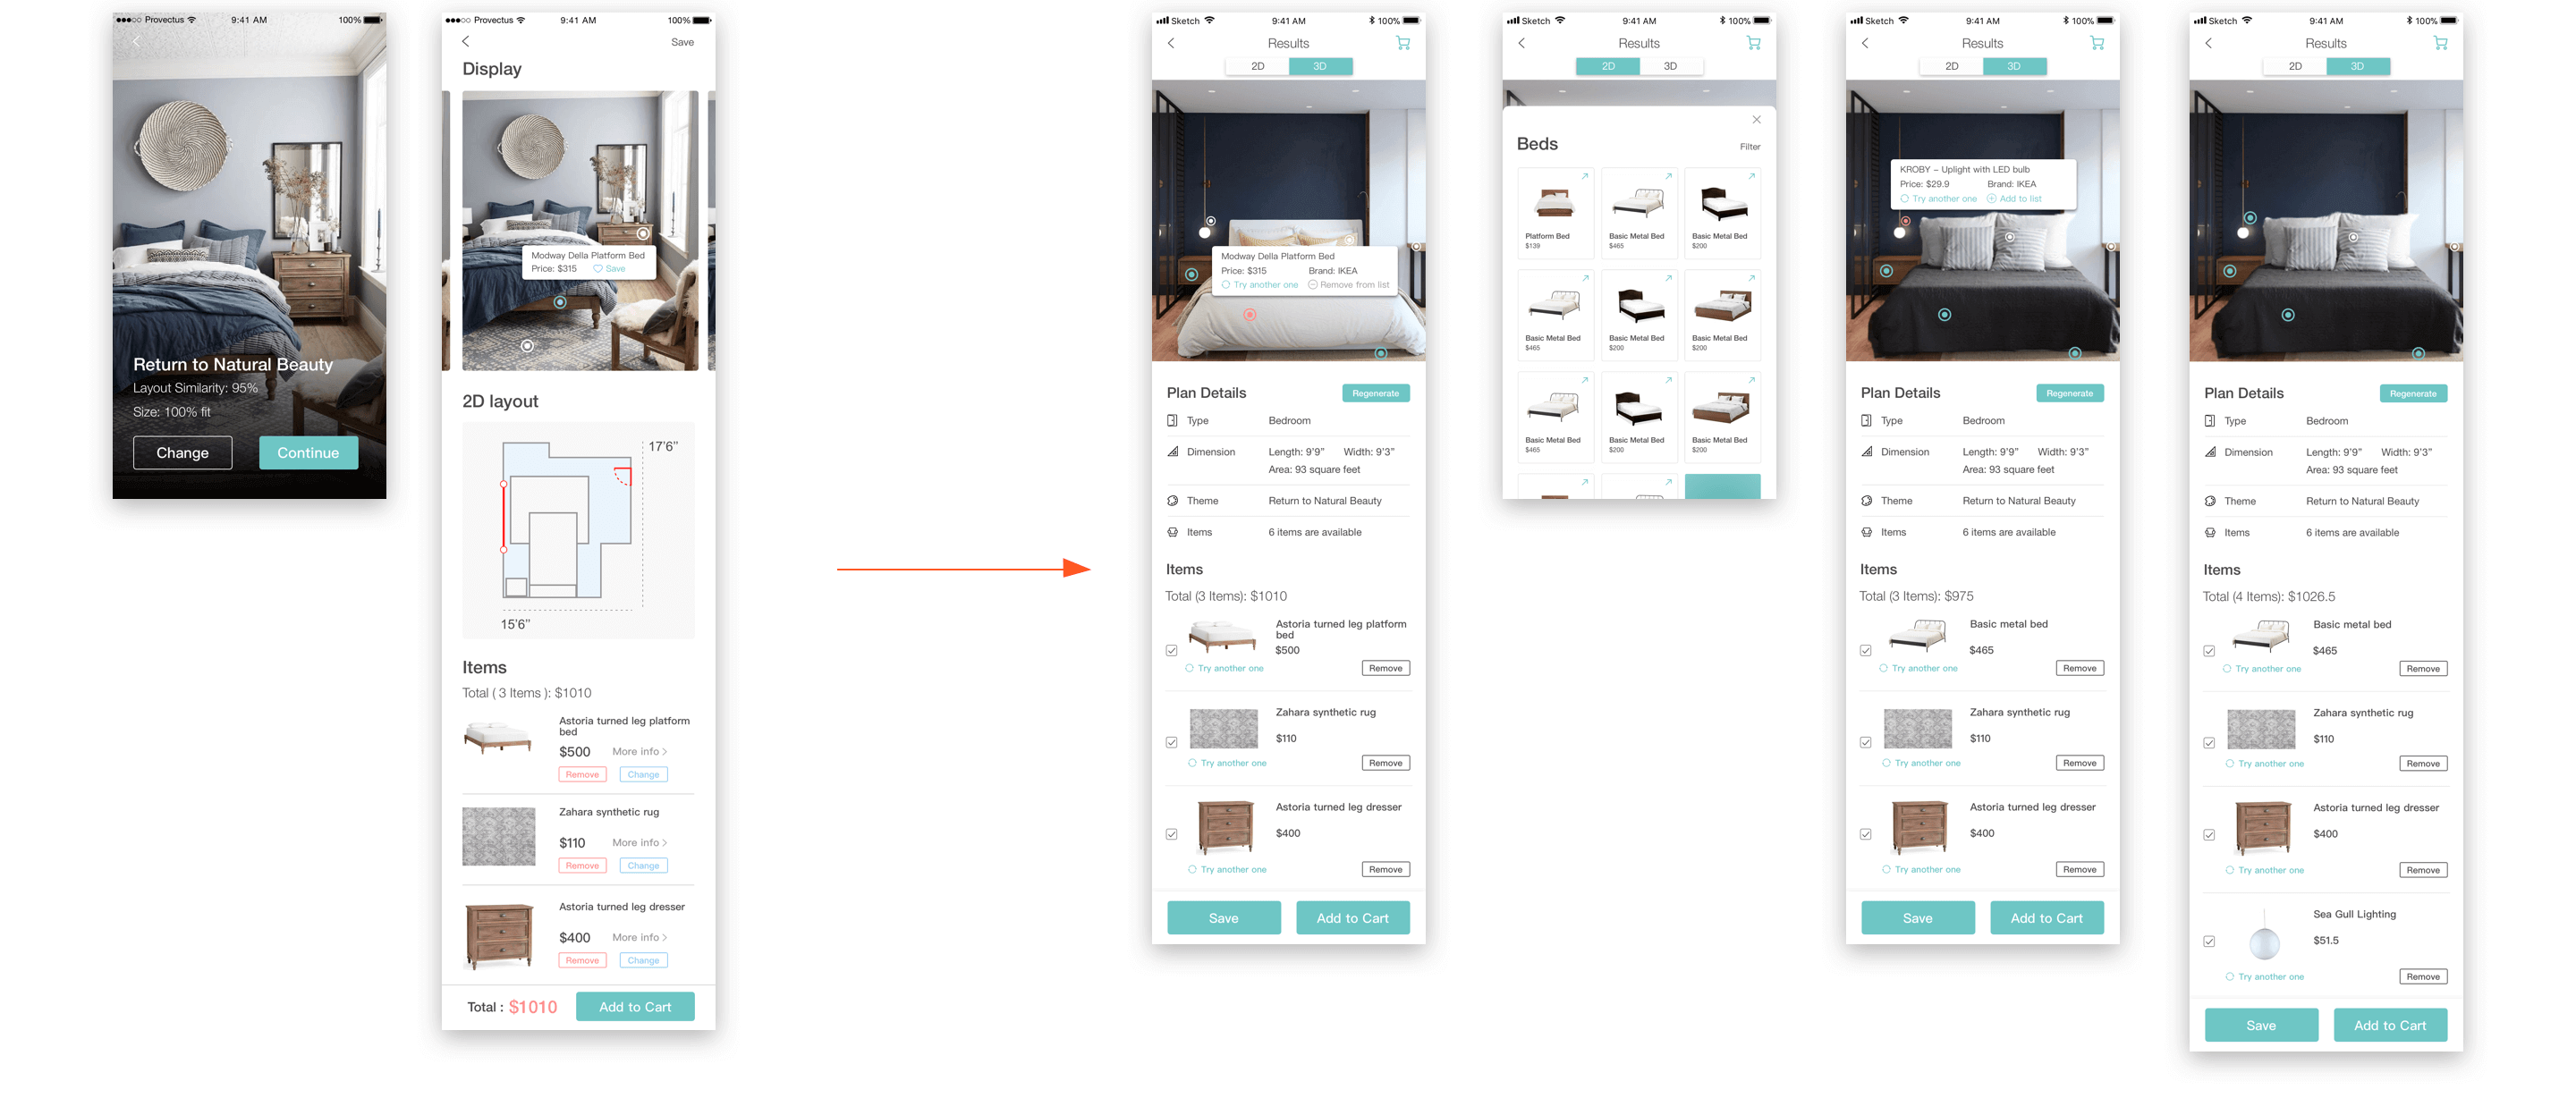 Provectus 9:41 AM 100%
Return to Natural Beauty
Layout Similarity: 95%
Size: 100% fit
Change Continue
Provectus 9:41 AM 100%
Save
Display
Modway Della Platform Bed
Price: $315 Save
2D layout
17’6”
15’6”
Items
Total ( 3 Items ): $1010
Astoria turned leg platform
bed
$500 More info >
Remove Change
Zahara synthetic rug
$110 More info >
Remove Change
Astoria turned leg dresser
$400 More info >
Remove Change
Total : $1010 Add to Cart
Sketch 9:41 AM 100%
Results
2D 3D
Modway Della Platform Bed
Price: $315 Brand: IKEA
Try another one Remove from list
Plan Details Regenerate
Type Bedroom
Dimension Length: 9’9” Width: 9’3”
Area: 93 square feet
Theme Return to Natural Beauty
Items 6 items are available
Items
Total (3 Items): $1010
Astoria turned leg platform
bed
$500
Try another one Remove
Zahara synthetic rug
$110
Try another one Remove
Astoria turned leg dresser
$400
Try another one Remove
Save Add to Cart
Sketch 9:41 AM 100%
Results
2D 3D
Beds Filter
Platform Bed Basic Metal Bed Basic Metal Bed
$139 $465 $200
Basic Metal Bed Basic Metal Bed Basic Metal Bed
$465 $200 $200
Basic Metal Bed Basic Metal Bed Basic Metal Bed
$465 $200 $200
Sketch 9:41 AM 100%
Results
2D 3D
KROBY – Uplight with LED bulb
Price: $29.9 Brand: IKEA
Try another one Add to list
Plan Details Regenerate
Type Bedroom
Dimension Length: 9’9” Width: 9’3”
Area: 93 square feet
Theme Return to Natural Beauty
Items 6 items are available
Items
Total (3 Items): $975
Basic metal bed
$465
Try another one Remove
Zahara synthetic rug
$110
Try another one Remove
Astoria turned leg dresser
$400
Try another one Remove
Save Add to Cart
Sketch 9:41 AM 100%
Results
2D 3D
Plan Details Regenerate
Type Bedroom
Dimension Length: 9’9” Width: 9’3”
Area: 93 square feet
Theme Return to Natural Beauty
Items 6 items are available
Items
Total (4 Items): $1026.5
Basic metal bed
$465
Try another one Remove
Zahara synthetic rug
$110
Try another one Remove
Astoria turned leg dresser
$400
Try another one Remove
Sea Gull Lighting
$51.5
Try another one Remove
Save Add to Cart